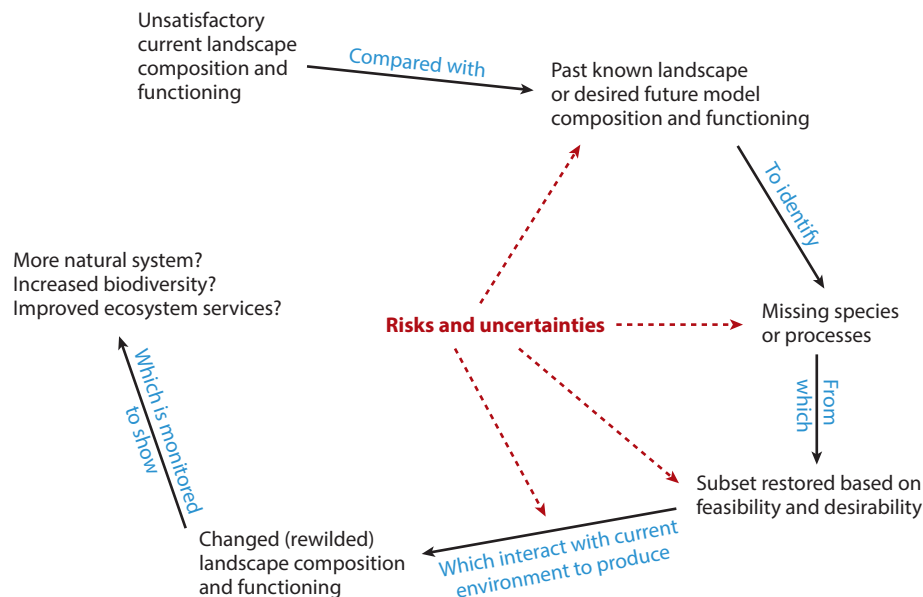 Unsatisfactory
current landscape
composition and
functioning
Compared with
Past known landscape
or desired future model
composition and functioning
To identify
Missing species
or processes
From
which
Subset restored based on
feasibility and desirability
Which interact with current
environment to produce
Changed (rewilded)
landscape composition
and functioning
Which is monitored
to show
More natural system?
Increased biodiversity?
Improved ecosystem services?
Risks and uncertainties